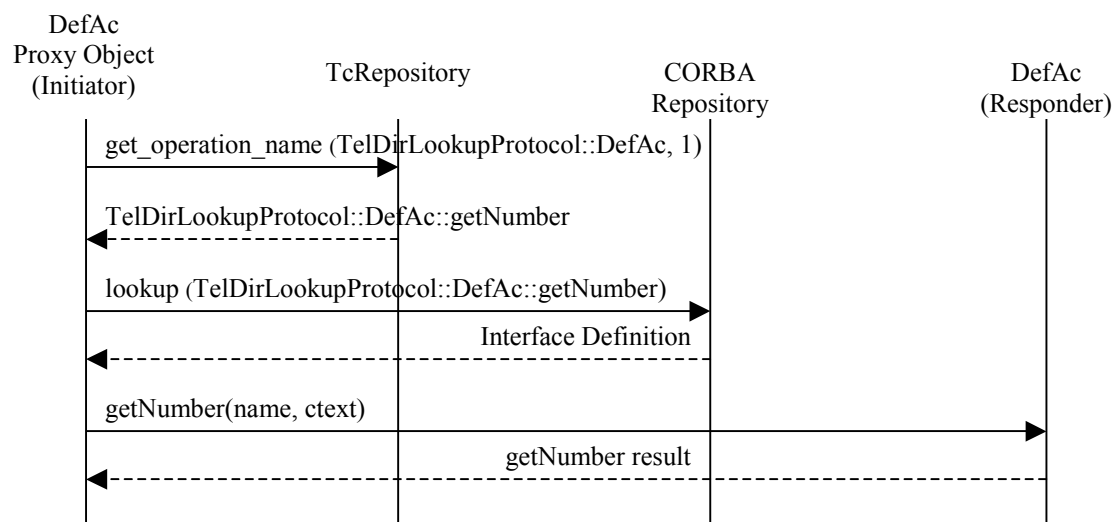 DefAc
Proxy Object
(Initiator)
TcRepository
CORBA
Repository
DefAc
(Responder)
get_operation_name (TelDirLookupProtocol::DefAc, 1)
TelDirLookupProtocol::DefAc::getNumber
lookup (TelDirLookupProtocol::DefAc::getNumber)
Interface Definition
getNumber(name, ctext)
getNumber result